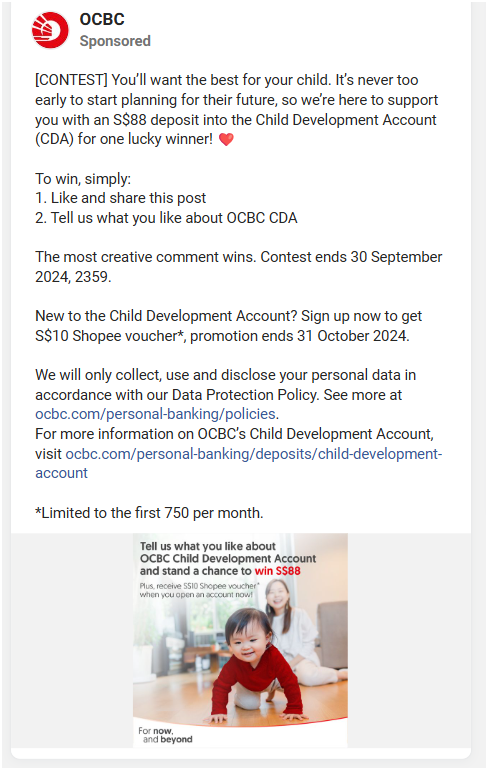 OCBC
Sponsored
[CONTEST] You’ll want the best for your child. It’s never too
early to start planning for their future, so we’re here to support
you with an S$88 deposit into the Child Development Account
(CDA) for one lucky winner! ❤️
To win, simply:
1. Like and share this post
2. Tell us what you like about OCBC CDA
The most creative comment wins. Contest ends 30 September
2024, 2359.
New to the Child Development Account? Sign up now to get
S$10 Shopee voucher*, promotion ends 31 October 2024.
We will only collect, use and disclose your personal data in
accordance with our Data Protection Policy. See more at
ocbc.com/personal-banking/policies.
For more information on OCBC’s Child Development Account,
visit ocbc.com/personal-banking/deposits/child-development-
account
*Limited to the first 750 per month.
Tell us what you like about
OCBC Child Development Account
and stand a chance to win S$88
Plus, receive S$10 Shopee voucher*
when you open an account now!
For now,
and beyond